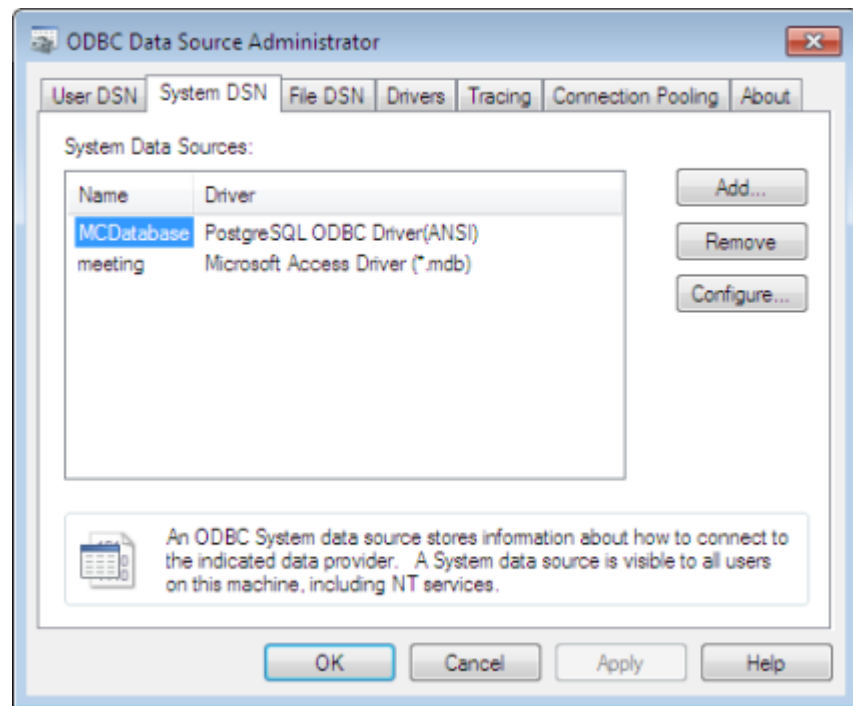 ODBC Data Source Administrator
User DSN System DSN File DSN Drivers Tracing Connection Pooling About
System Data Sources:
Name Driver
MCDatabase PostgreSQL ODBC Driver(ANSI)
meeting Microsoft Access Driver (*.mdb)
Add...
Remove
Configure...
An ODBC System data source stores information about how to connect to
the indicated data provider. A System data source is visible to all users
on this machine, including NT services.
OK Cancel Apply Help